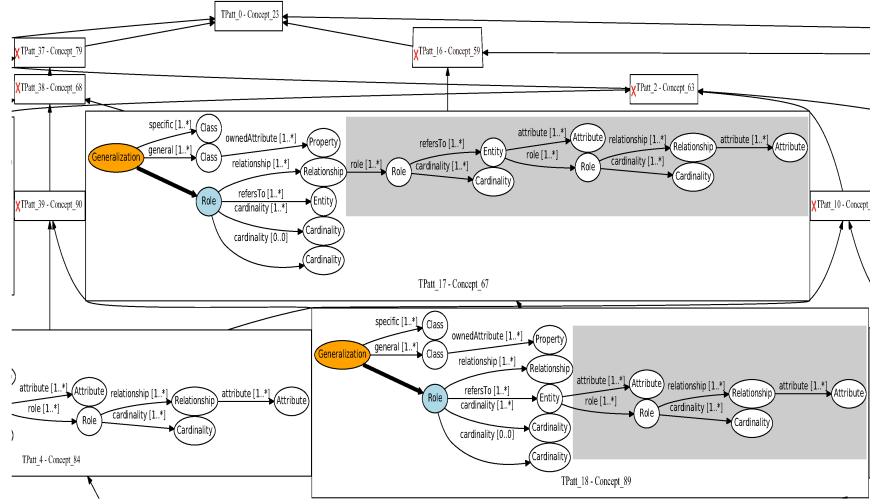 TPatt_0 - Concept_23
X TPatt_37 - Concept_79
X TPatt_16 - Concept_59
X TPatt_38 - Concept_68
X TPatt_2 - Concept_63
specific [1..*]
Class
general [1..*]
Class
Generalization
ownedAttribute [1..*]
Property
relationship [1..*]
Relationship
Role
refersTo [1..*]
Entity
cardinality [1..*]
Cardinality
cardinality [0..0]
Cardinality
role [1..*]
Role
refersTo [1..*]
Entity
cardinality [1..*]
Cardinality
attribute [1..*]
Attribute
role [1..*]
Role
relationship [1..*]
Relationship
cardinality [1..*]
Cardinality
attribute [1..*]
Attribute
TPatt_17 - Concept_67
X TPatt_39 - Concept_90
X TPatt_10 - Concept_
attribute [1..*]
Attribute
role [1..*]
Role
relationship [1..*]
Relationship
cardinality [1..*]
Cardinality
attribute [1..*]
Attribute
TPatt_4 - Concept_84
specific [1..*]
Class
general [1..*]
Class
Generalization
ownedAttribute [1..*]
Property
relationship [1..*]
Relationship
Role
refersTo [1..*]
Entity
cardinality [1..*]
Cardinality
cardinality [0..0]
Cardinality
attribute [1..*]
Attribute
role [1..*]
Role
relationship [1..*]
Relationship
cardinality [1..*]
Cardinality
attribute [1..*]
Attribute
TPatt_18 - Concept_89